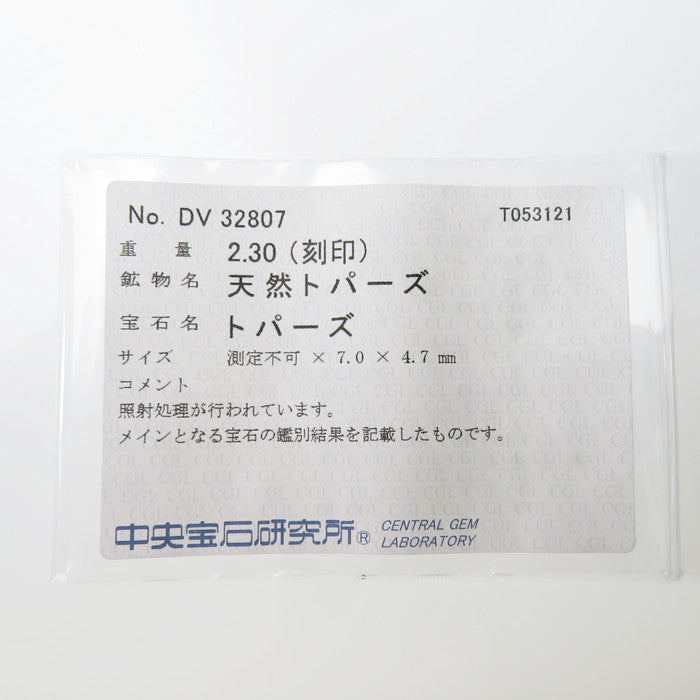 No. DV 32807 T053121
重量 2.30 (刻印)
鉱物名 天然トパーズ
宝石名 トパーズ
サイズ 測定不可 × 7.0 × 4.7 mm
コメント
照射処理が行われています。
メインとなる宝石の鑑別結果を記載したものです。
中央宝石研究所® CENTRAL GEM
LABORATORY